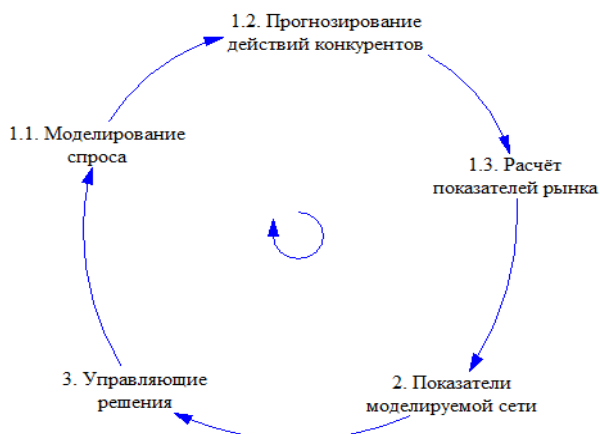 1.2. Прогнозирование
действий конкурентов
1.1. Моделирование
спроса
1.3. Расчёт
показателей рынка
3. Управляющие
решения
2. Показатели
моделируемой сети